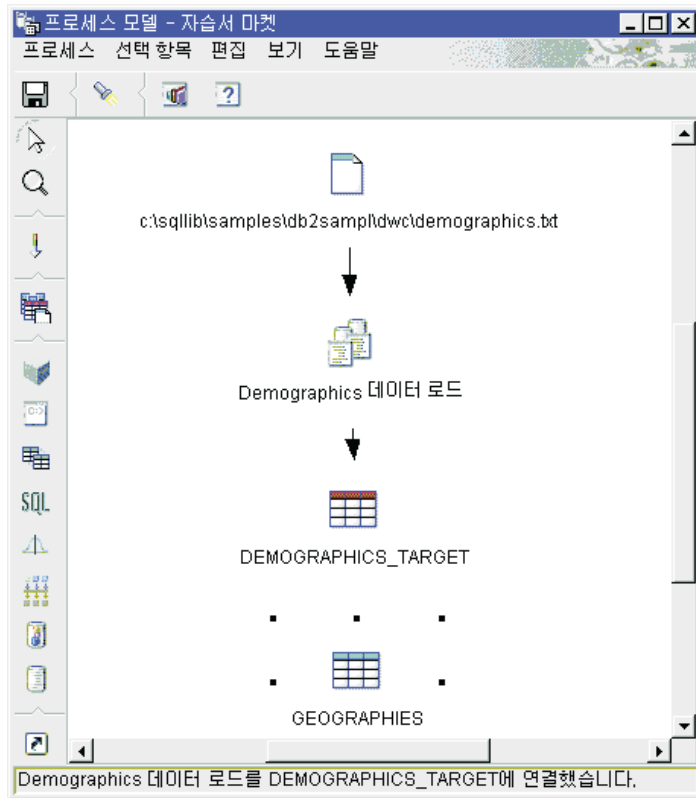 프로세스 모델 - 자습서 마켓
프로세스 선택 항목 편집 보기 도움말
c:\sqllib\samples\db2sampl\dwc\demographics.txt
Demographics 데이터 로드
SQL
DEMOGRAPHICS_TARGET
GEOGRAPHIES
Demographics 데이터 로드를 DEMOGRAPHICS_TARGET에 연결했습니다.